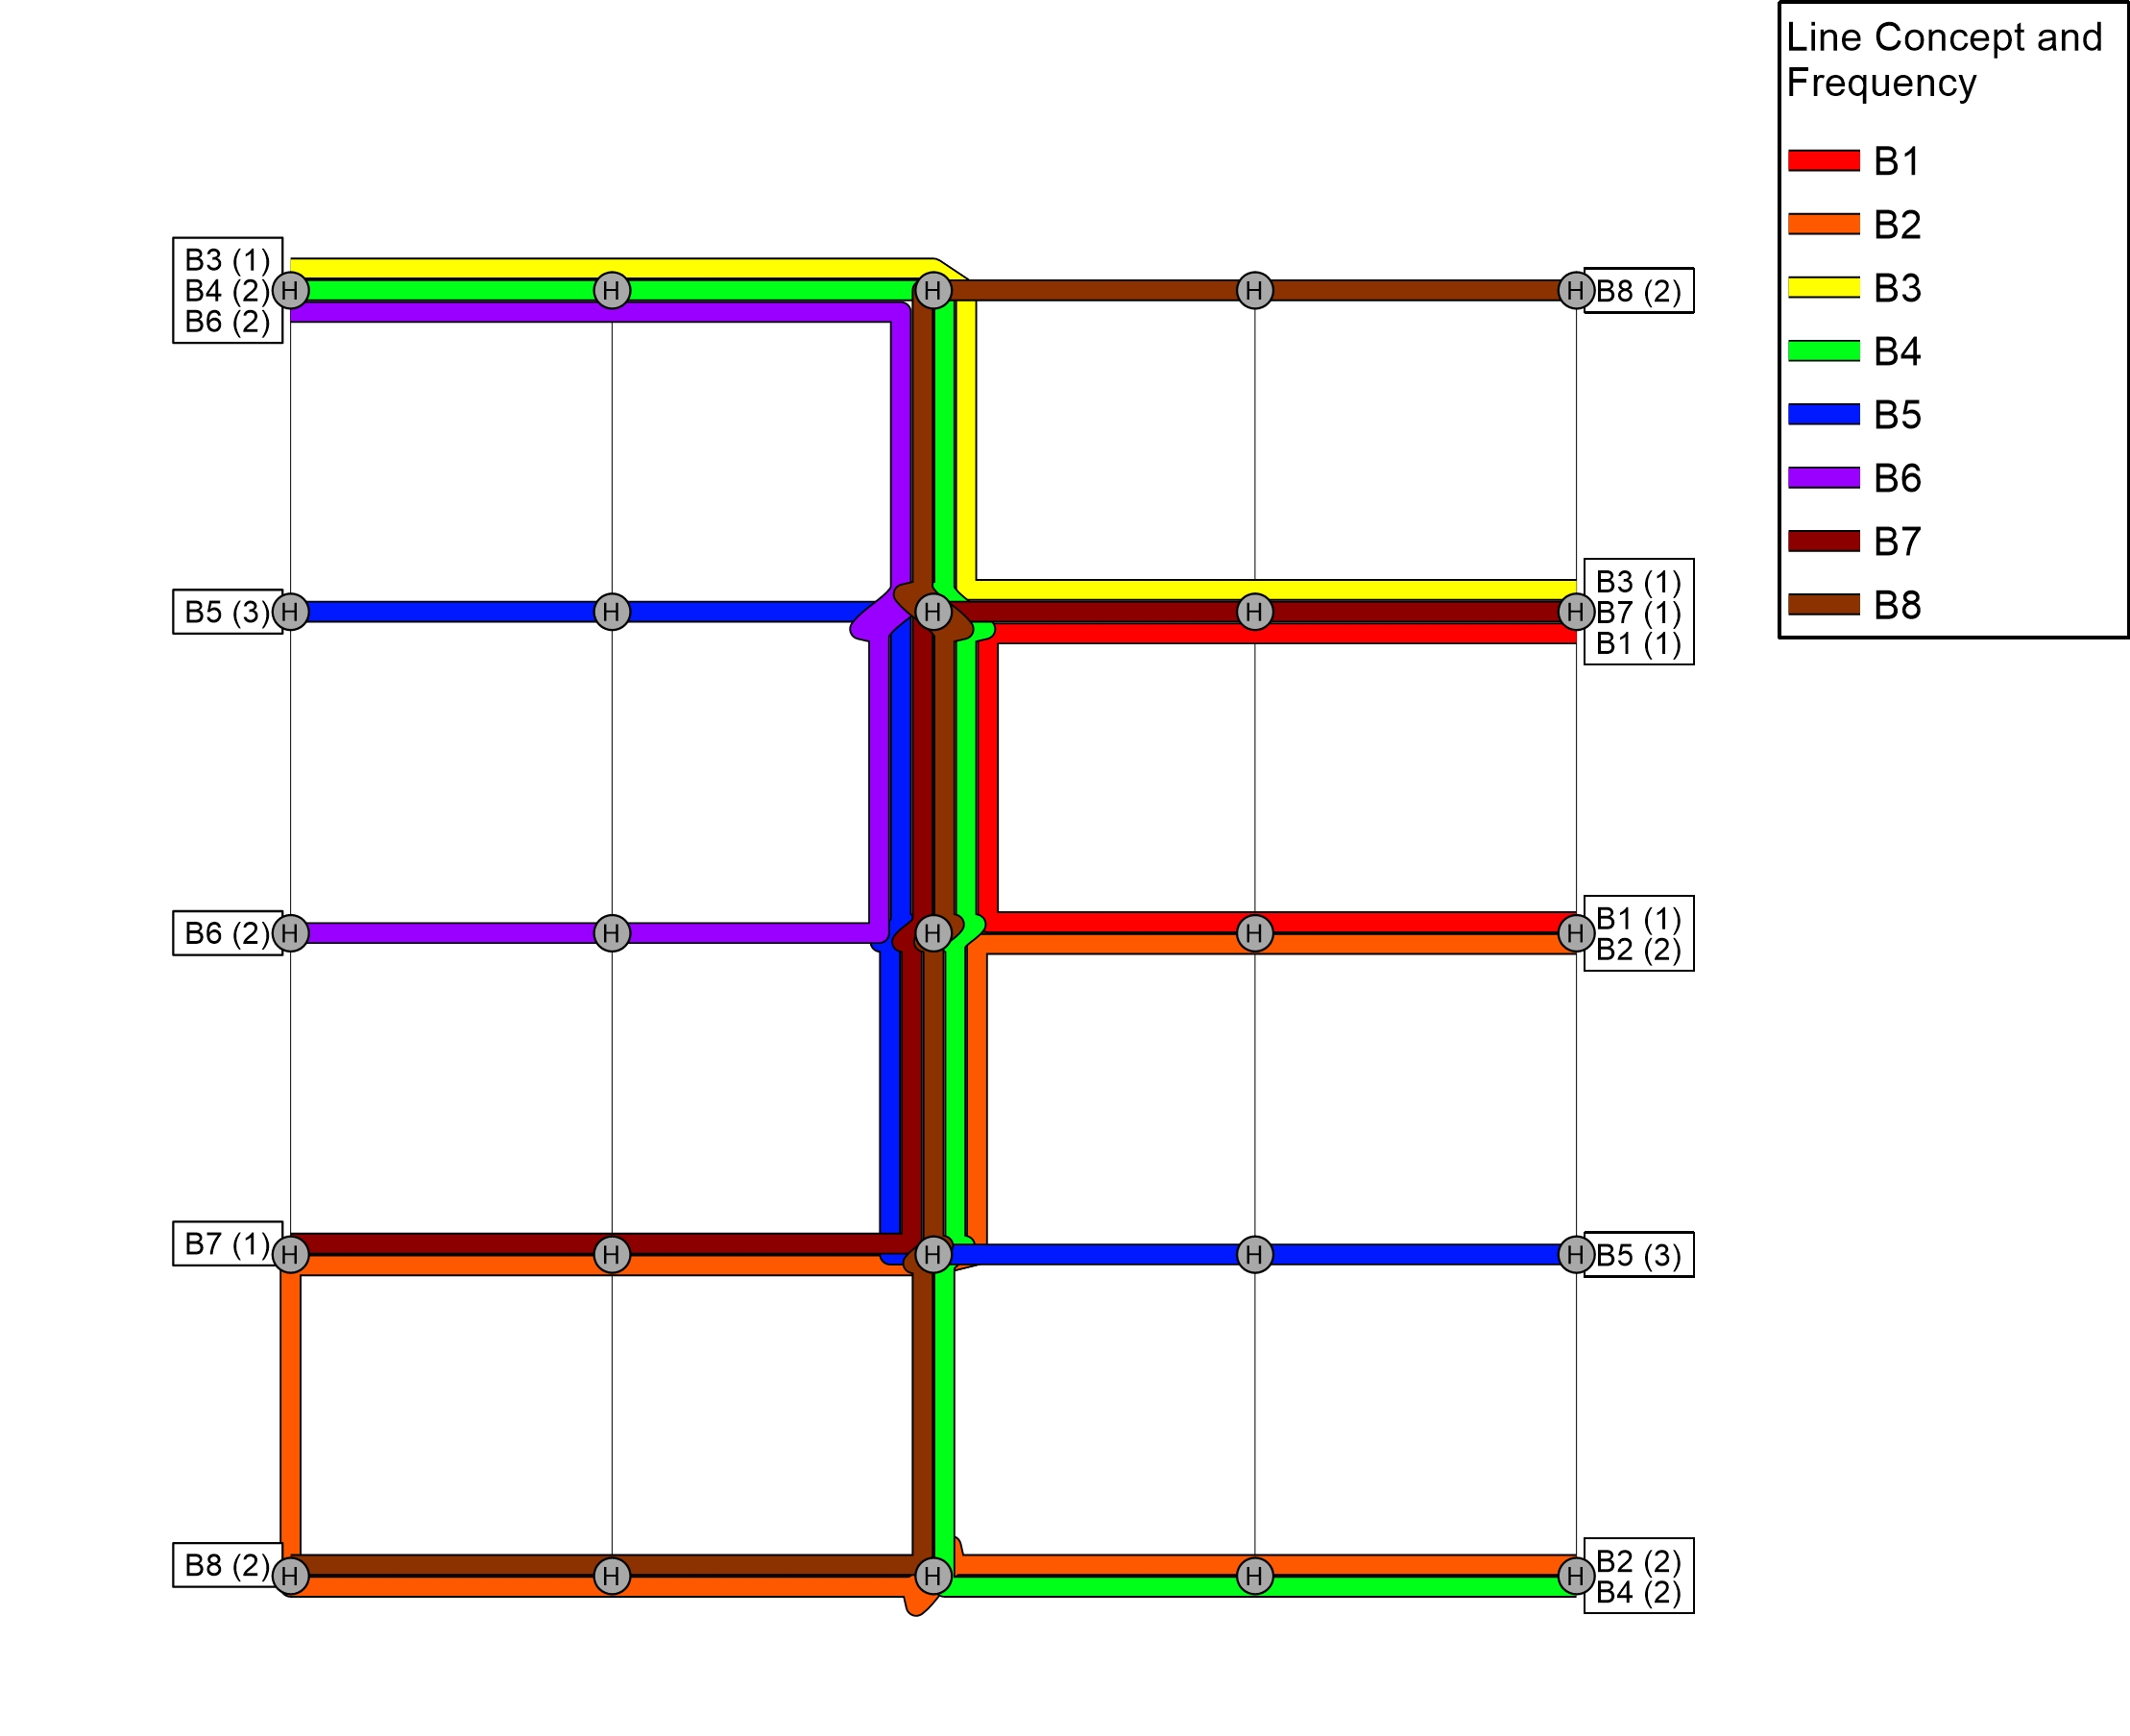 Line Concept and
Frequency
B1
B2
B3
B4
B5
B6
B7
B8
B3 (1)
B4 (2)
B6 (2)
H
H
H
H
H
B8 (2)
B5 (3)
H
H
H
H
H
B3 (1)
B7 (1)
B1 (1)
B6 (2)
H
H
H
H
H
B1 (1)
B2 (2)
B7 (1)
H
H
H
H
H
B5 (3)
B8 (2)
H
H
H
H
H
B2 (2)
B4 (2)